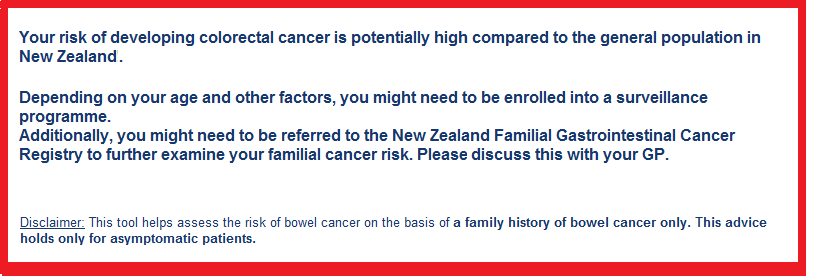 Your risk of developing colorectal cancer is potentially high compared to the general population in
New Zealand.
Depending on your age and other factors, you might need to be enrolled into a surveillance
programme.
Additionally, you might need to be referred to the New Zealand Familial Gastrointestinal Cancer
Registry to further examine your familial cancer risk. Please discuss this with your GP.
Disclaimer: This tool helps assess the risk of bowel cancer on the basis of a family history of bowel cancer only. This advice
holds only for asymptomatic patients.